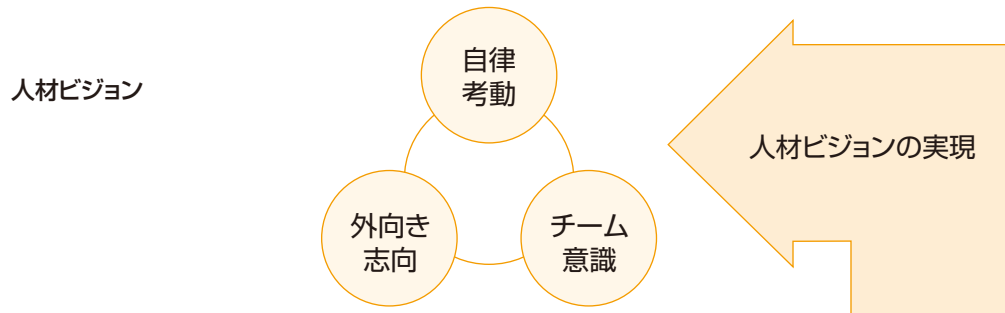 人材ビジョン
自律
考動
外向き
志向
チーム
意識
人材ビジョンの実現